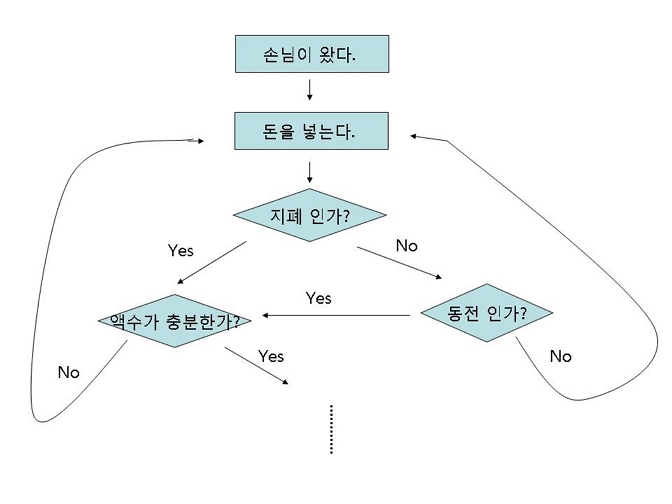 손님이 왔다.
돈을 넣는다.
지폐 인가?
Yes
No
액수가 충분한가?
Yes
동전 인가?
No
Yes
No